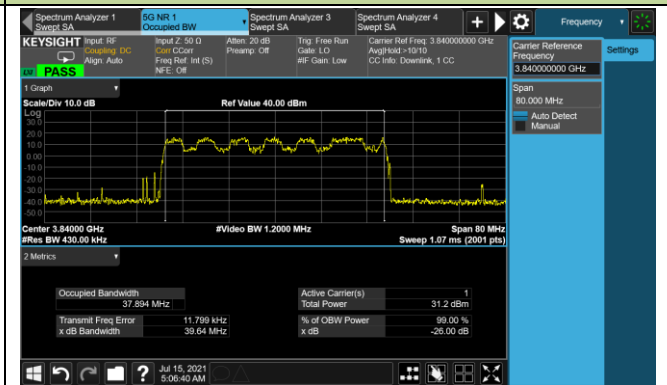 Spectrum Analyzer 1
Swept SA
5G NR 1
Occupied BW
Spectrum Analyzer 3
Swept SA
Spectrum Analyzer 4
Swept SA
+
Frequency
KEYSIGHT
Input: RF
Coupling: DC
Align: Auto
Input Z: 50 Ω
Corr CCorr
Freq Ref: Int (S)
NFE: Off
Atten: 20 dB
Preamp: Off
Trig: Free Run
Gate: LO
#IF Gain: Low
Carrier Ref Freq: 3.840000000 GHz
Avg|Hold:>10/10
CC Info: Downlink, 1 CC
PASS
Carrier Reference
Frequency
3.840000000 GHz
Settings
Span
80.000 MHz
Auto Detect
Manual
1 Graph
Scale/Div 10.0 dB
Ref Value 40.00 dBm
Log
30.0
20.0
10.0
0.00
-10.0
-20.0
-30.0
-40.0
-50.0
Center 3.84000 GHz
#Res BW 430.00 kHz
#Video BW 1.2000 MHz
Span 80 MHz
Sweep 1.07 ms (2001 pts)
2 Metrics
Occupied Bandwidth
37.894 MHz
Active Carrier(s) 1
Total Power 31.2 dBm
Transmit Freq Error 11.799 kHz
x dB Bandwidth 39.64 MHz
% of OBW Power 99.00 %
x dB -26.00 dB
?
Jul 15, 2021
5:06:40 AM